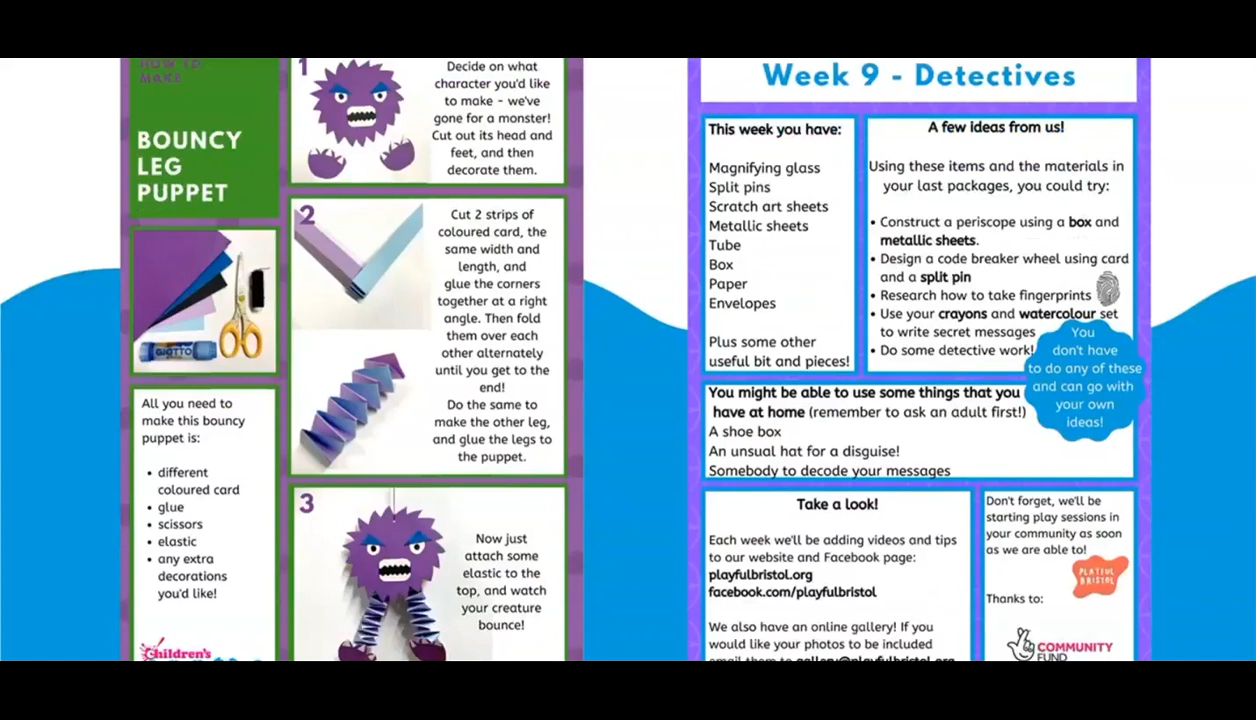 HOW TO
MAKE
BOUNCY
LEG
PUPPET
GIOTTO
All you need to
make this bouncy
puppet is:
• different
coloured card
• glue
• scissors
• elastic
• any extra
decorations
you'd like!
Children's
1
Decide on what
character you'd like
to make - we've
gone for a monster!
Cut out its head and
feet, and then
decorate them.
2
Cut 2 strips of
coloured card, the
same width and
length, and
glue the corners
together at a right
angle. Then fold
them over each
other alternately
until you get to the
end!
Do the same to
make the other leg,
and glue the legs to
the puppet.
3
Now just
attach some
elastic to the
top, and watch
your creature
bounce!
Week 9 - Detectives
This week you have:
Magnifying glass
Split pins
Scratch art sheets
Metallic sheets
Tube
Box
Paper
Envelopes
Plus some other
useful bit and pieces!
A few ideas from us!
Using these items and the materials in
your last packages, you could try:
• Construct a periscope using a box and
metallic sheets.
• Design a code breaker wheel using card
and a split pin
• Research how to take fingerprints
• Use your crayons and watercolour set
to write secret messages
• Do some detective work!
You
don't have
to do any of these
and can go with
your own
ideas!
You might be able to use some things that you
have at home (remember to ask an adult first!)
A shoe box
An unsual hat for a disguise!
Somebody to decode your messages
Take a look!
Each week we'll be adding videos and tips
to our website and Facebook page:
playfulbristol.org
facebook.com/playfulbristol
We also have an online gallery! If you
would like your photos to be included
email them to gallery@playfulbristol.org
Don't forget, we'll be
starting play sessions in
your community as soon
as we are able to!
PLAYFUL
BRISTOL
Thanks to:
COMMUNITY
FUND